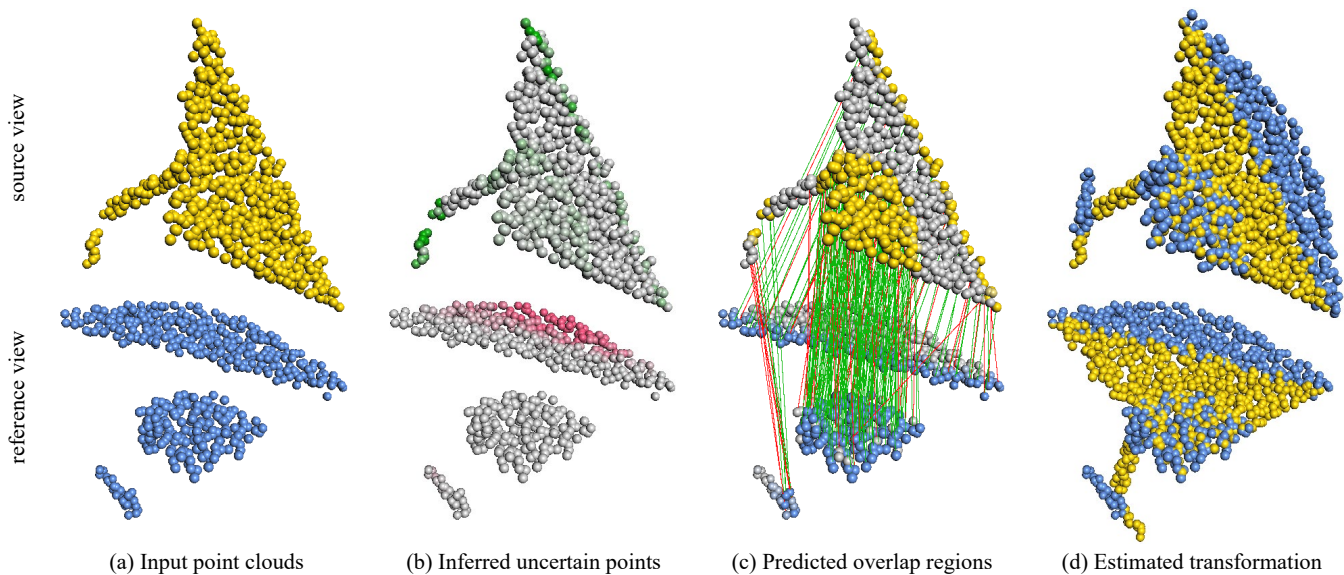 source view
reference view
(a) Input point clouds
(b) Inferred uncertain points
(c) Predicted overlap regions
(d) Estimated transformation